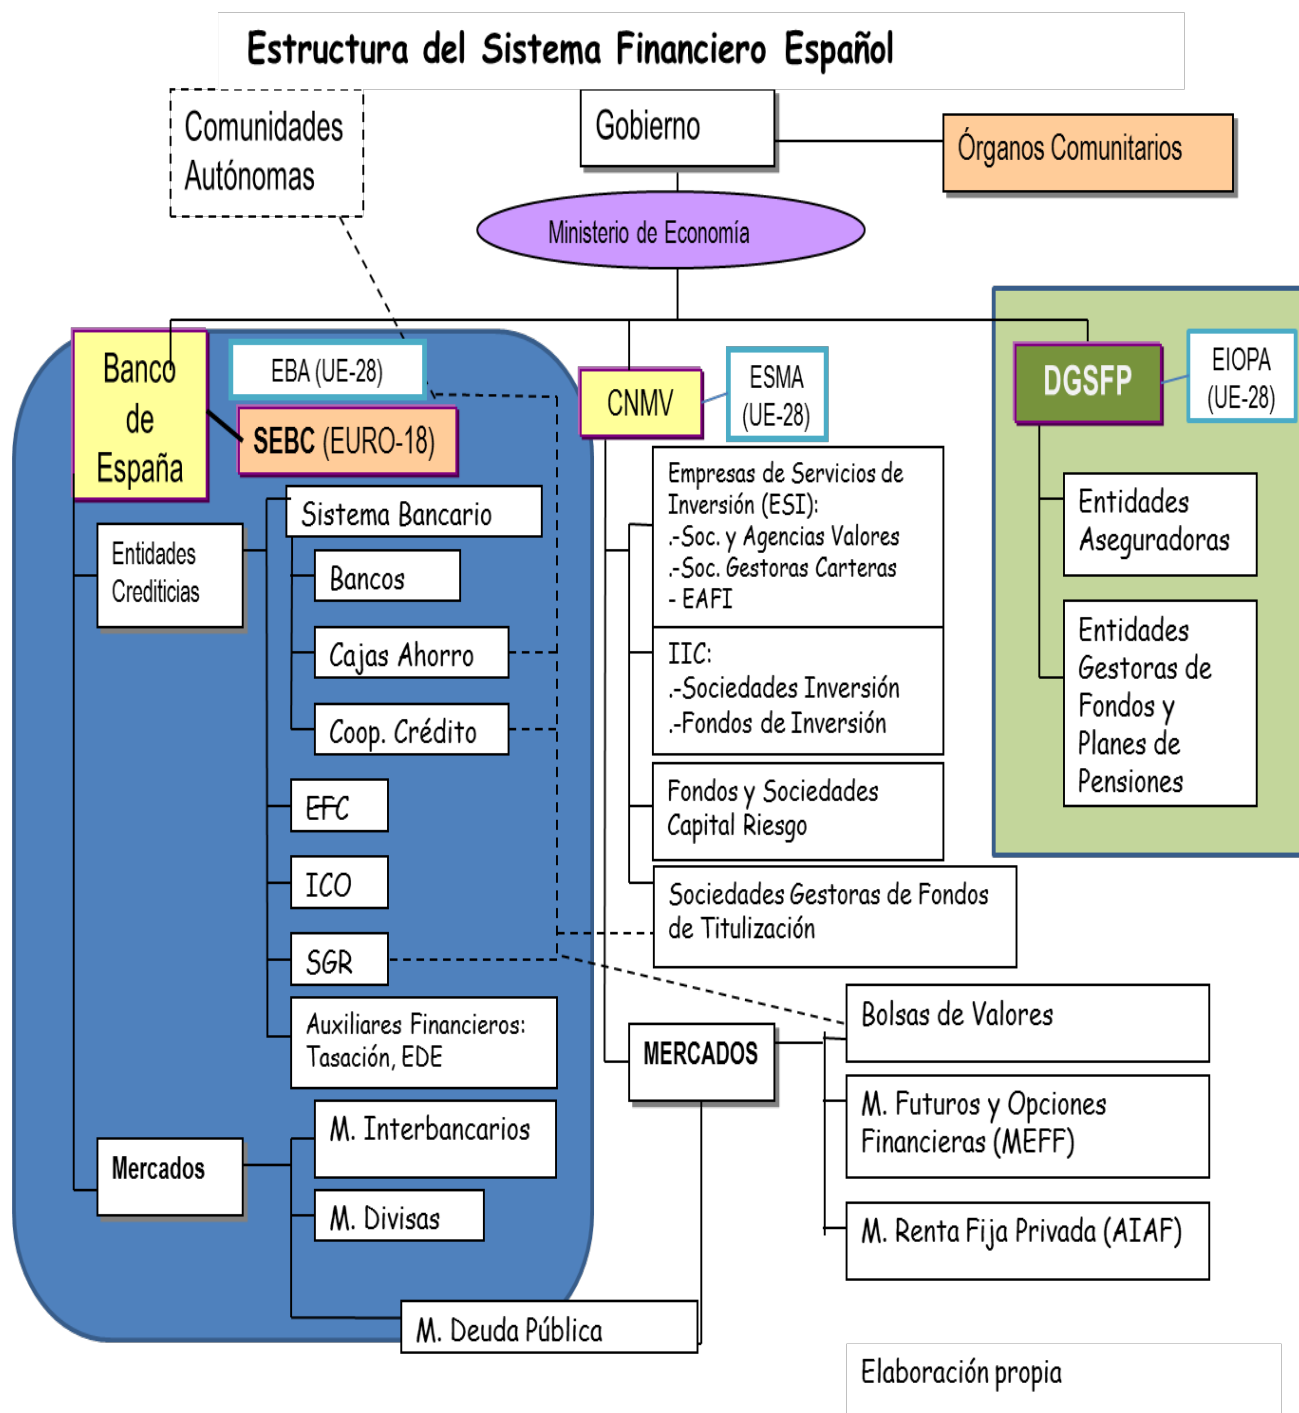 Estructura del Sistema Financiero Español
Comunidades
Autónomas
Gobierno
Órganos Comunitarios
Ministerio de Economía
Banco
de
España
EBA (UE-28)
SEBC (EURO-18)
CNMV
ESMA
(UE-28)
DGSFP
EIOPA
(UE-28)
Entidades
Crediticias
Sistema Bancario
Bancos
Cajas Ahorro
Coop. Crédito
EFC
ICO
SGR
Auxiliares Financieros:
Tasación, EDE
Mercados
M. Interbancarios
M. Divisas
M. Deuda Pública
Empresas de Servicios de
Inversión (ESI):
.-Soc. y Agencias Valores
.-Soc. Gestoras Carteras
- EAFI
IIC:
.-Sociedades Inversión
.-Fondos de Inversión
Fondos y Sociedades
Capital Riesgo
Sociedades Gestoras de Fondos
de Titulización
MERCADOS
Bolsas de Valores
M. Futuros y Opciones
Financieras (MEFF)
M. Renta Fija Privada (AIAF)
Entidades
Aseguradoras
Entidades
Gestoras de
Fondos y
Planes de
Pensiones
Elaboración propia